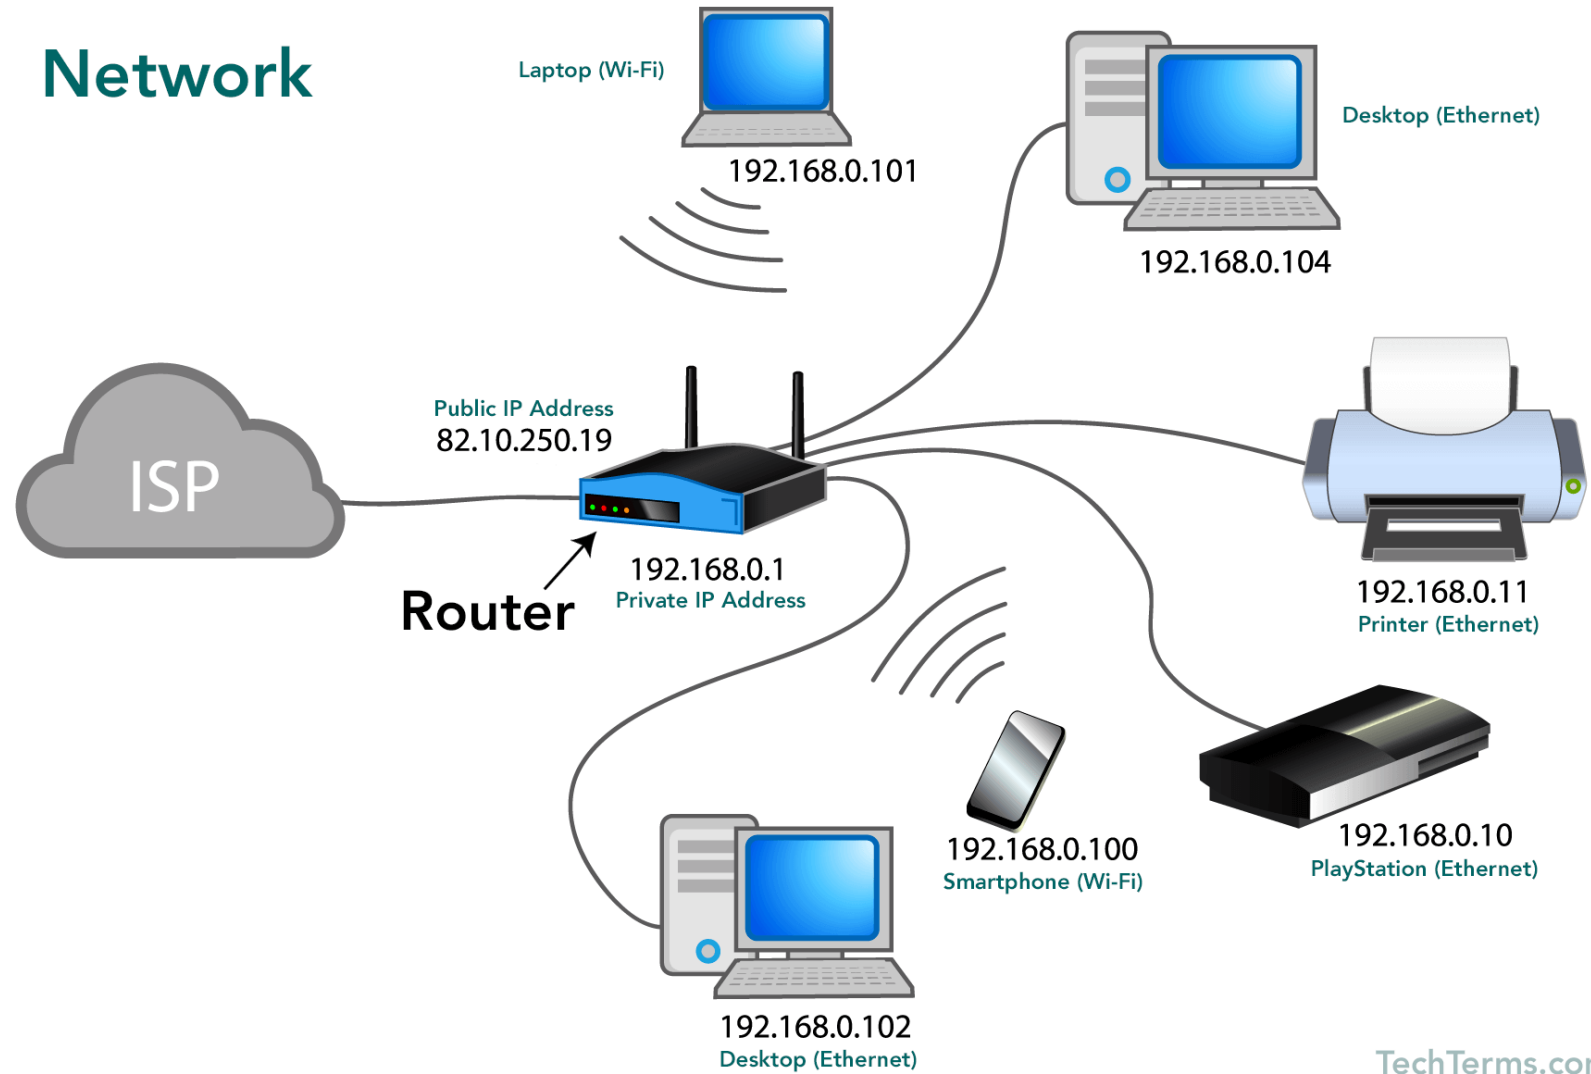 Network
Laptop (Wi-Fi)
192.168.0.101
Desktop (Ethernet)
192.168.0.104
ISP
Public IP Address
82.10.250.19
Router
192.168.0.1
Private IP Address
192.168.0.11
Printer (Ethernet)
192.168.0.100
Smartphone (Wi-Fi)
192.168.0.10
PlayStation (Ethernet)
192.168.0.102
Desktop (Ethernet)
TechTerms.com